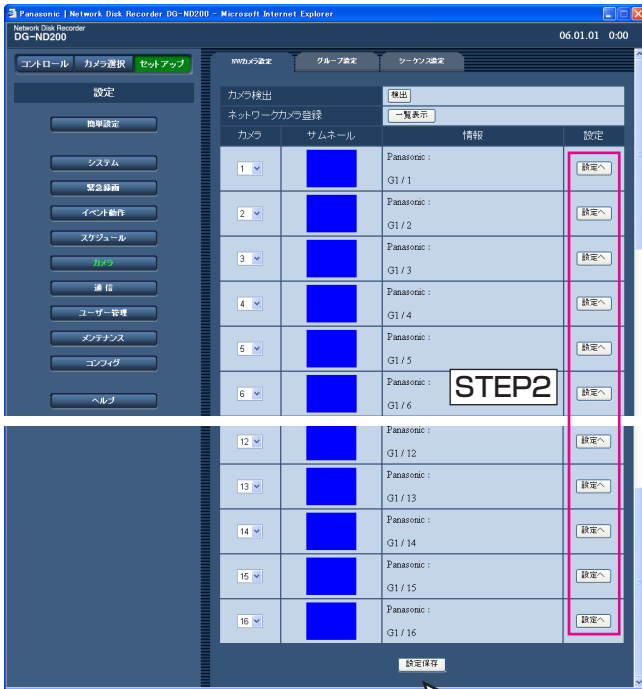 Panasonic | Network Disk Recorder DG-ND200 - Microsoft Internet Explorer
Network Disk Recorder
DG-ND200
06.01.01 0:00
コントロール カメラ選択 セットアップ
設定
簡単設定
システム
緊急録画
イベント動作
スケジュール
カメラ
通信
ユーザー管理
メンテナンス
コンフィグ
ヘルプ
NWカメラ設定 グループ設定 シーケンス設定
カメラ検出 検出
ネットワークカメラ登録 一覧表示
カメラ サムネール 情報 設定
1 Panasonic : 設定へ
G1 / 1
2 Panasonic : 設定へ
G1 / 2
3 Panasonic : 設定へ
G1 / 3
4 Panasonic : 設定へ
G1 / 4
5 Panasonic : 設定へ
G1 / 5
6 Panasonic : 設定へ
G1 / 6
STEP2
12 Panasonic : 設定へ
G1 / 12
13 Panasonic : 設定へ
G1 / 13
14 Panasonic : 設定へ
G1 / 14
15 Panasonic : 設定へ
G1 / 15
16 Panasonic : 設定へ
G1 / 16
設定保存